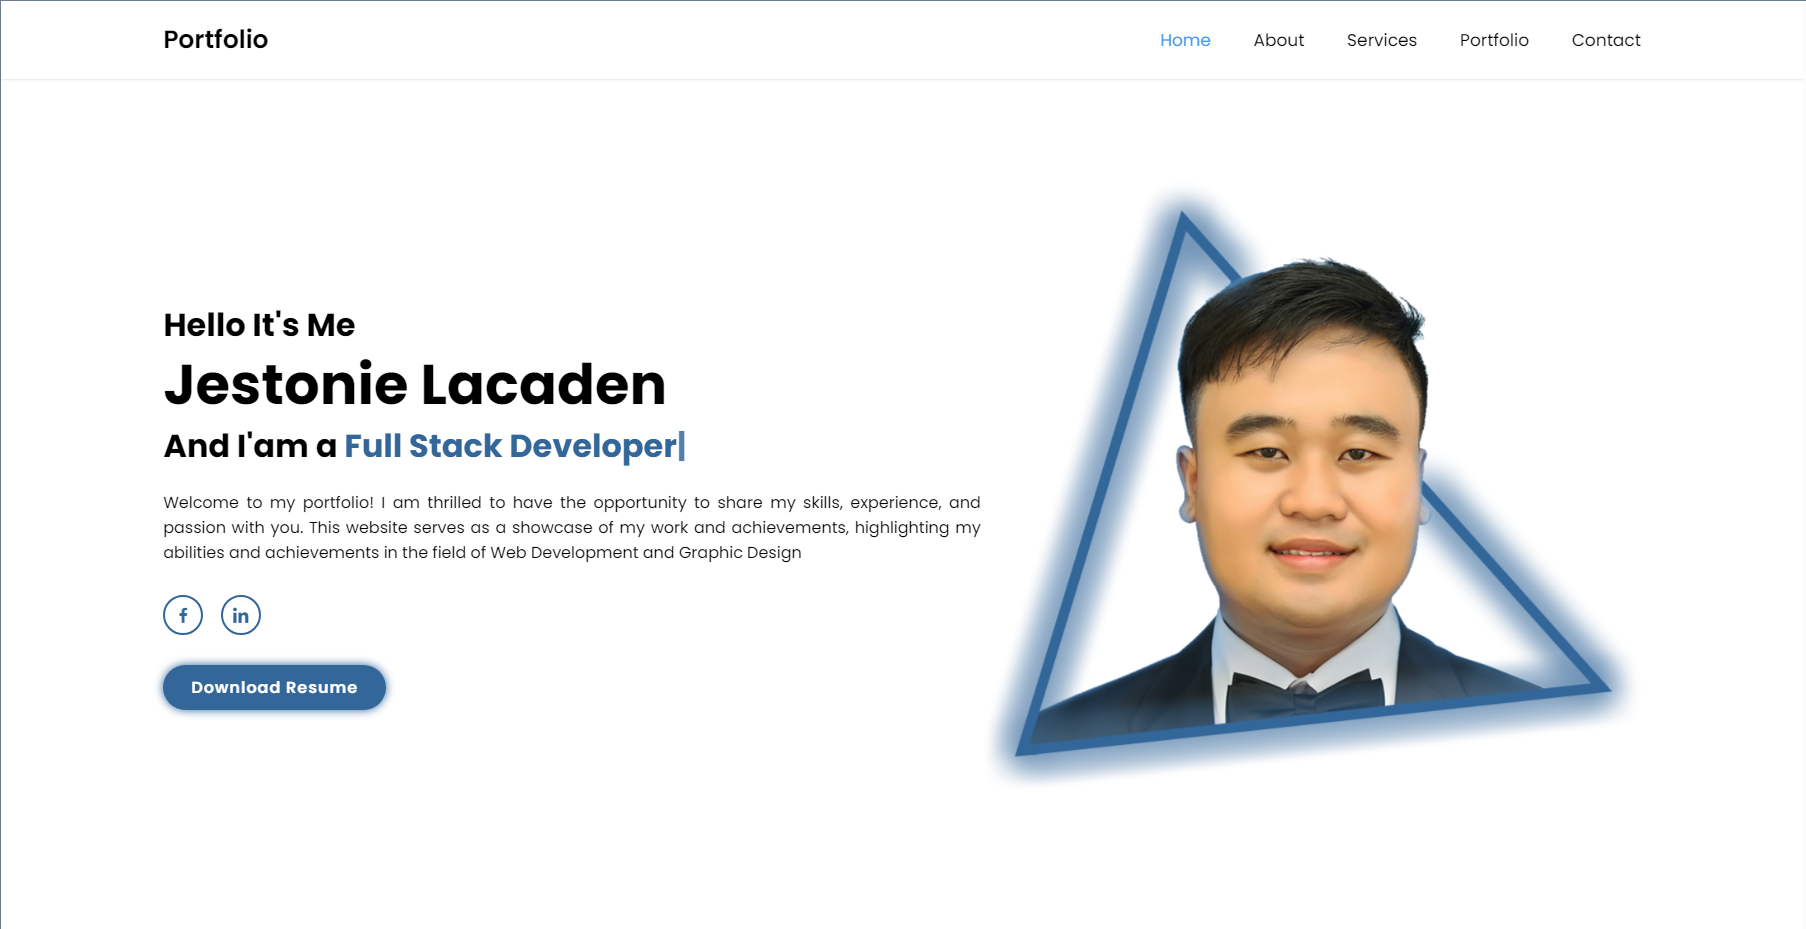 Portfolio
Home About Services Portfolio Contact
Hello It's Me
Jestonie Lacaden
And I'am a Full Stack Developer|
Welcome to my portfolio! I am thrilled to have the opportunity to share my skills, experience, and
passion with you. This website serves as a showcase of my work and achievements, highlighting my
abilities and achievements in the field of Web Development and Graphic Design
f in
Download Resume